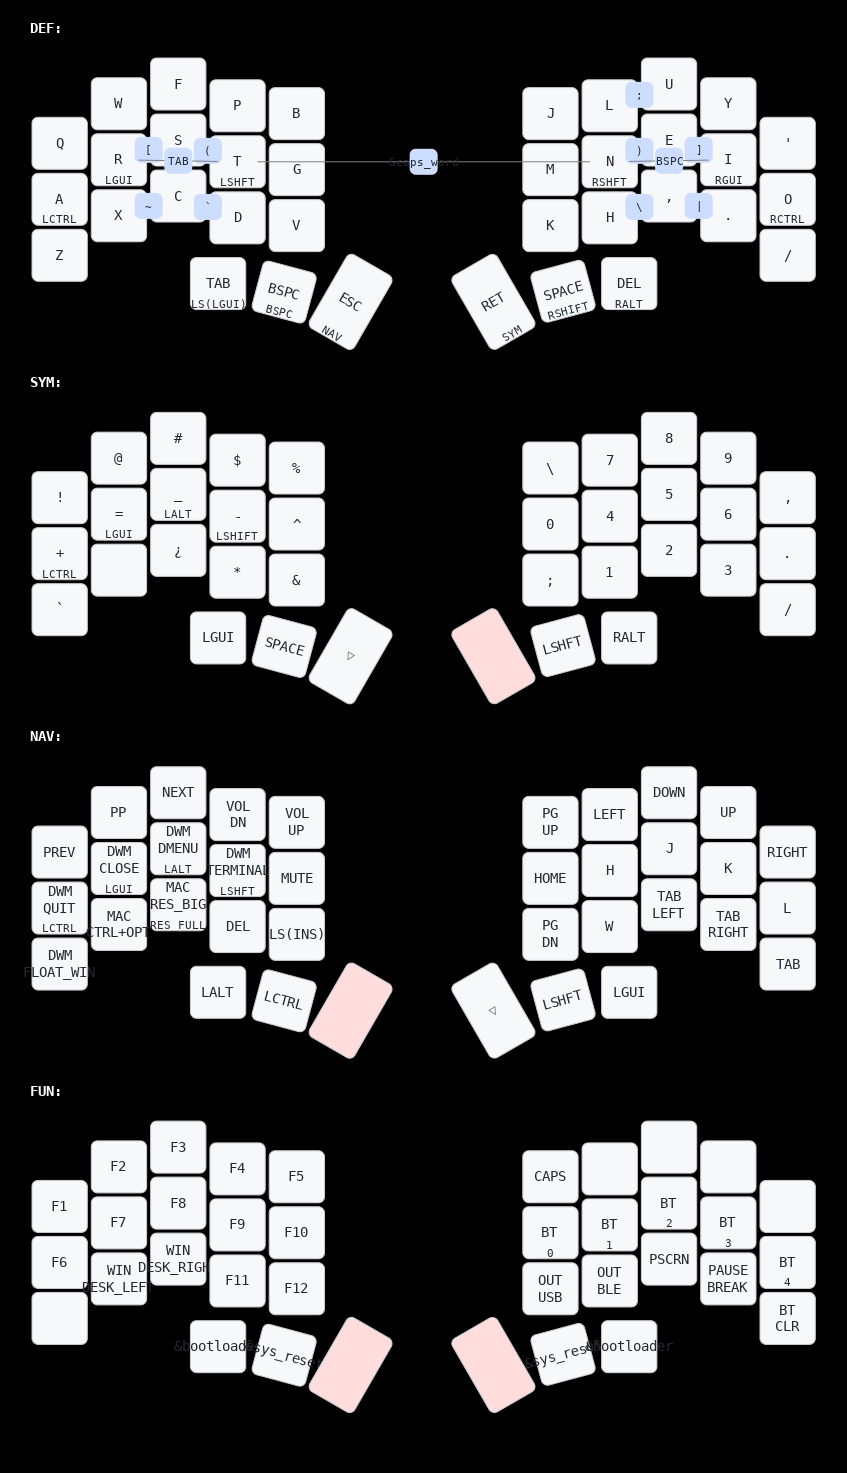 DEF:
Q W F P B J L ; U Y '
A LCTRL R LGUI [ S TAB ( T LSHFT G &caps_word M N RSHFT ) E BSPC ] I RGUI O RCTRL
Z X ~ C ` D V K H \ , | . /
TAB LS(LGUI) BSPC BSPC ESC NAV RET SYM SPACE RSHIFT DEL RALT
SYM:
! @ # $ % \ 7 8 9 ,
+ LCTRL = LGUI _ LALT - LSHIFT ^ 0 4 5 6 .
` ¿ * & ; 1 2 3 /
LGUI SPACE ▷ LSHFT RALT
NAV:
PREV PP NEXT VOL DN VOL UP PG UP LEFT DOWN UP RIGHT
DWM QUIT LCTRL DWM CLOSE LGUI DWM DMENU LALT DWM TERMINAL LSHFT MUTE HOME H J K L
DWM FLOAT_WIN MAC CTRL+OPT MAC RES_BIG RES FULL DEL LS(INS) PG DN W TAB LEFT TAB RIGHT TAB
LALT LCTRL ◁ LSHFT LGUI
FUN:
F1 F2 F3 F4 F5 CAPS
F6 F7 F8 F9 F10 BT 0 BT 1 BT 2 BT 3 BT 4
WIN DESK_LEFT WIN DESK_RIGH F11 F12 OUT USB OUT BLE PSCRN PAUSE BREAK BT CLR
&bootloade &sys_reset &sys_reset &bootloader